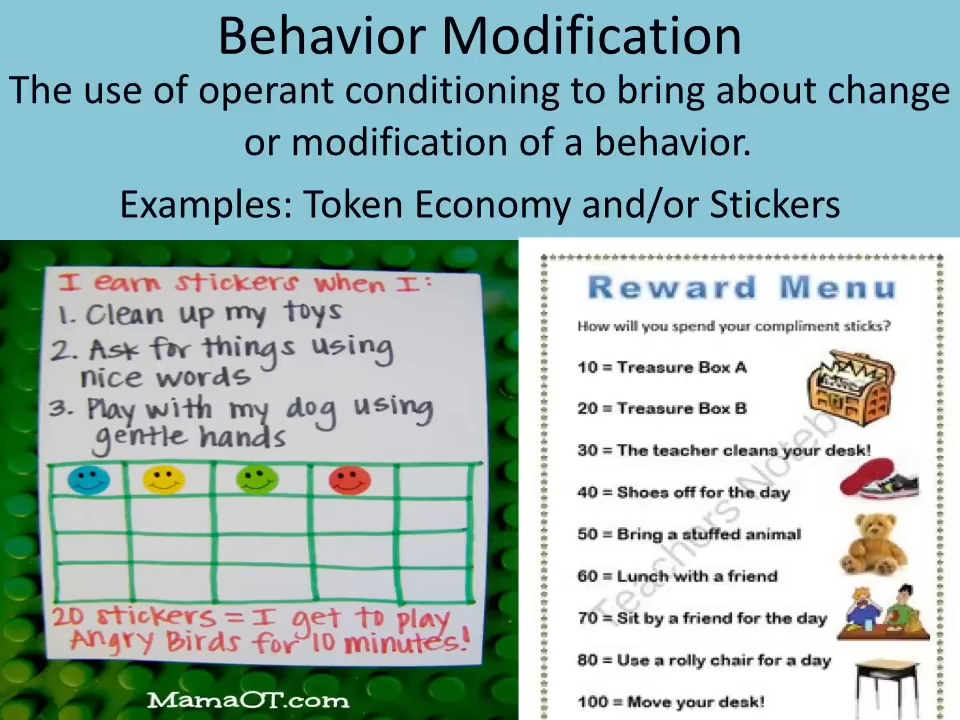 Behavior Modification
The use of operant conditioning to bring about change
or modification of a behavior.
Examples: Token Economy and/or Stickers
I earn stickers when I:
1. Clean up my toys
2. Ask for things using
nice words
3. Play with my dog using
gentle hands
20 stickers = I get to play
Angry Birds for 10 minutes!
MamaOT.com
Reward Menu
How will you spend your compliment sticks?
10 = Treasure Box A
20 = Treasure Box B
30 = The teacher cleans your desk!
40 = Shoes off for the day
50 = Bring a stuffed animal
60 = Lunch with a friend
70 = Sit by a friend for the day
80 = Use a rolly chair for a day
100 = Move your desk!
Teachers